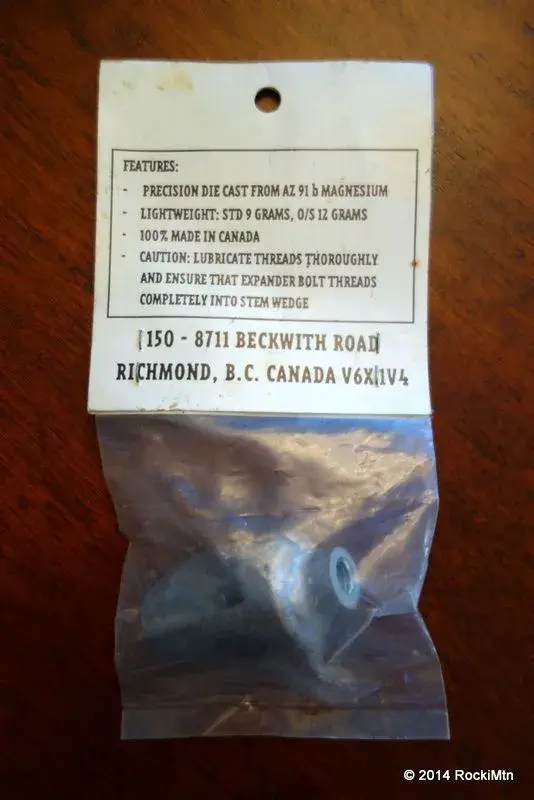 FEATURES:
- PRECISION DIE CAST FROM AZ 91 b MAGNESIUM
- LIGHTWEIGHT: STD 9 GRAMS, O/S 12 GRAMS
- 100% MADE IN CANADA
- CAUTION: LUBRICATE THREADS THOROUGHLY
AND ENSURE THAT EXPANDER BOLT THREADS
COMPLETELY INTO STEM WEDGE
150 - 8711 BECKWITH ROAD
RICHMOND, B.C. CANADA V6X 1V4
© 2014 RockiMtn